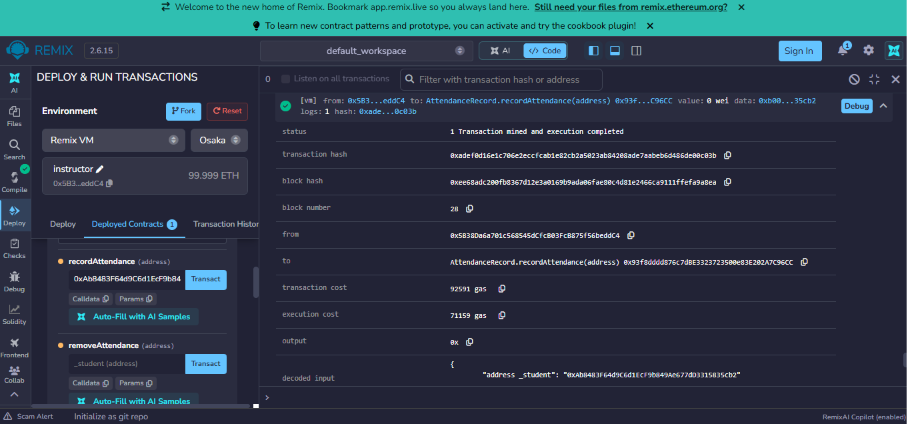 Welcome to the new home of Remix. Bookmark app.remix.live so you always land here. Still need your files from remix.ethereum.org? ✕
To learn new contract patterns and prototype, you can activate and try the cookbook plugin! ✕
REMIX 2.6.15 default_workspace AI Code Sign In 1
AI
Files
Search
Compile
Deploy
Checks
Debug
Solidity
Frontend
Collab
DEPLOY & RUN TRANSACTIONS
Environment Fork Reset
Remix VM Osaka
instructor 99.999 ETH
0x5B3...eddC4
Deploy Deployed Contracts 1 Transaction Histor
recordAttendance (address)
0xAb8483F64d9C6d1EcF9b84 Transact
Calldata Params
Auto-Fill with AI Samples
removeAttendance (address)
_student (address) Transact
Calldata Params
Auto-Fill with AI Samples
0 Listen on all transactions Filter with transaction hash or address
[vm] from: 0x5B3...eddC4 to: AttendanceRecord.recordAttendance(address) 0x93f...C96CC value: 0 wei data: 0xb00...35cb2 Debug
logs: 1 hash: 0xade...0c03b
status 1 Transaction mined and execution completed
transaction hash 0xadef0d16e1c706e2eccfcab1e82cb2a5023ab84208ade7aabeb6d486de00c03b
block hash 0xee68adc200fb8367d12e3a0169b9ada06fae80c4d81e2466ca9111ffefa9a8ea
block number 28
from 0x5B38Da6a701c568545dCfcB03FcB875f56beddC4
to AttendanceRecord.recordAttendance(address) 0x93f8dddd876c7dBE3323723500e83E202A7C96CC
transaction cost 92591 gas
execution cost 71159 gas
output 0x
decoded input {
"address _student": "0xAb8483F64d9C6d1EcF9b849Ae677dD3315835cb2"
>
Scam Alert Initialize as git repo RemixAI Copilot (enabled)